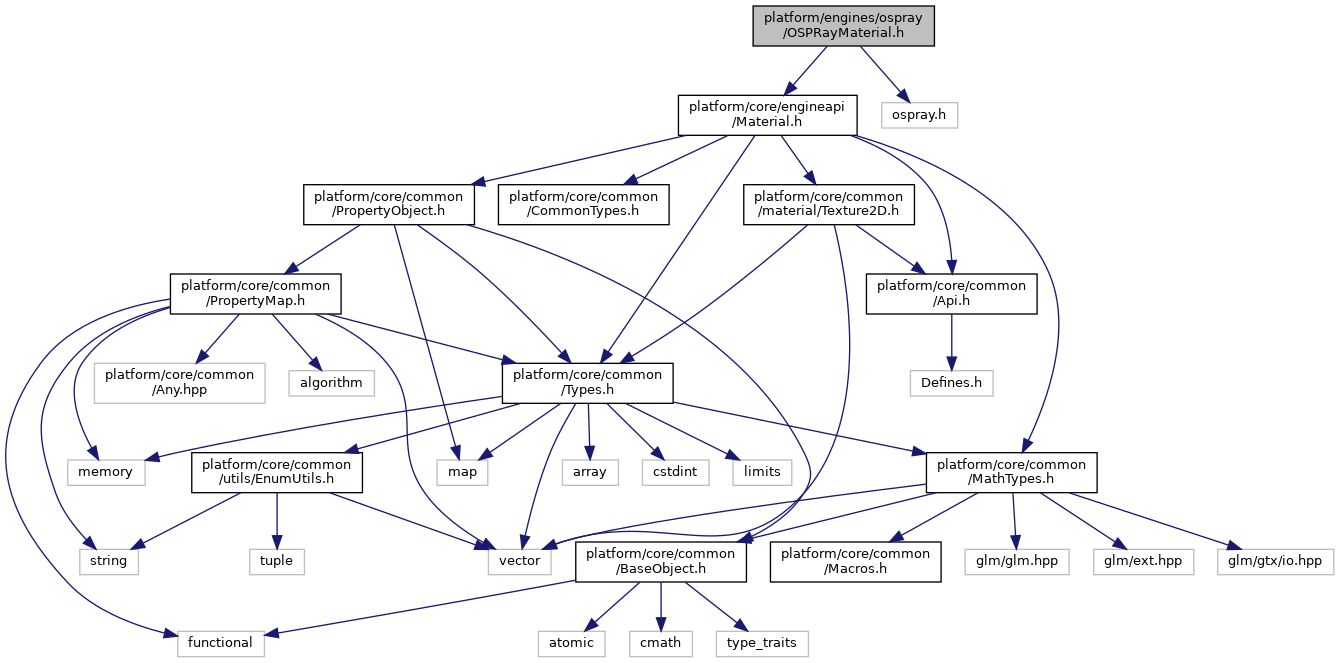 platform/engines/ospray
/OSPRayMaterial.h
platform/core/engineapi
/Material.h
ospray.h
platform/core/common
/PropertyObject.h
platform/core/common
/CommonTypes.h
platform/core/common
/material/Texture2D.h
platform/core/common
/PropertyMap.h
platform/core/common
/Api.h
platform/core/common
/Any.hpp
algorithm
platform/core/common
/Types.h
Defines.h
memory
platform/core/common
/utils/EnumUtils.h
map
array
cstdint
limits
platform/core/common
/MathTypes.h
string
tuple
vector
platform/core/common
/BaseObject.h
platform/core/common
/Macros.h
glm/glm.hpp
glm/ext.hpp
glm/gtx/io.hpp
functional
atomic
cmath
type_traits